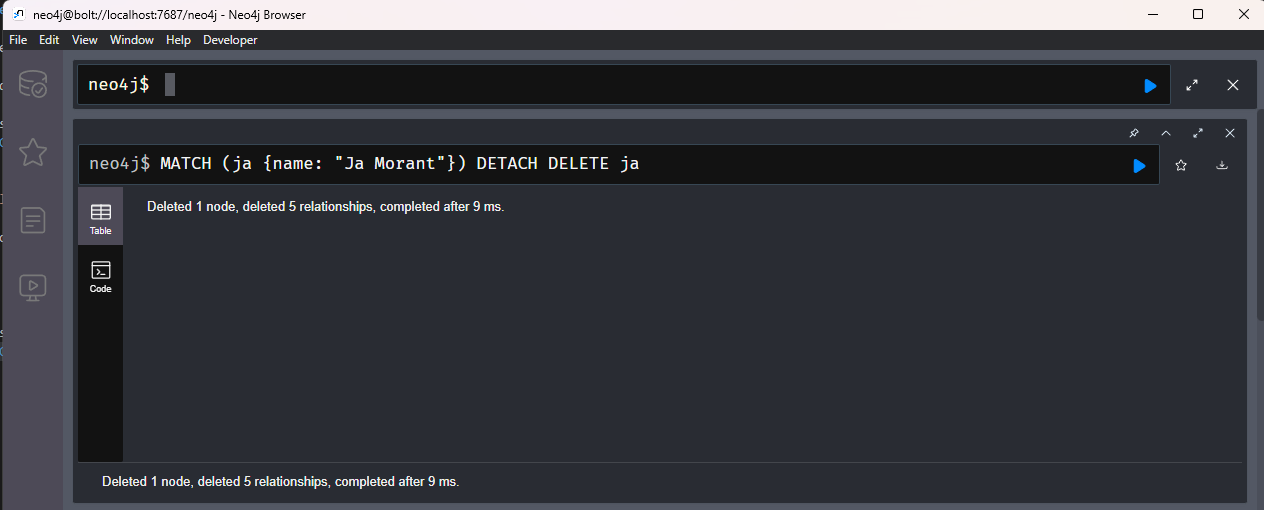 neo4j@bolt://localhost:7687/neo4j - Neo4j Browser
File Edit View Window Help Developer
neo4j$
neo4j$ MATCH (ja {name: "Ja Morant"}) DETACH DELETE ja
Deleted 1 node, deleted 5 relationships, completed after 9 ms.
Table
Code
Deleted 1 node, deleted 5 relationships, completed after 9 ms.